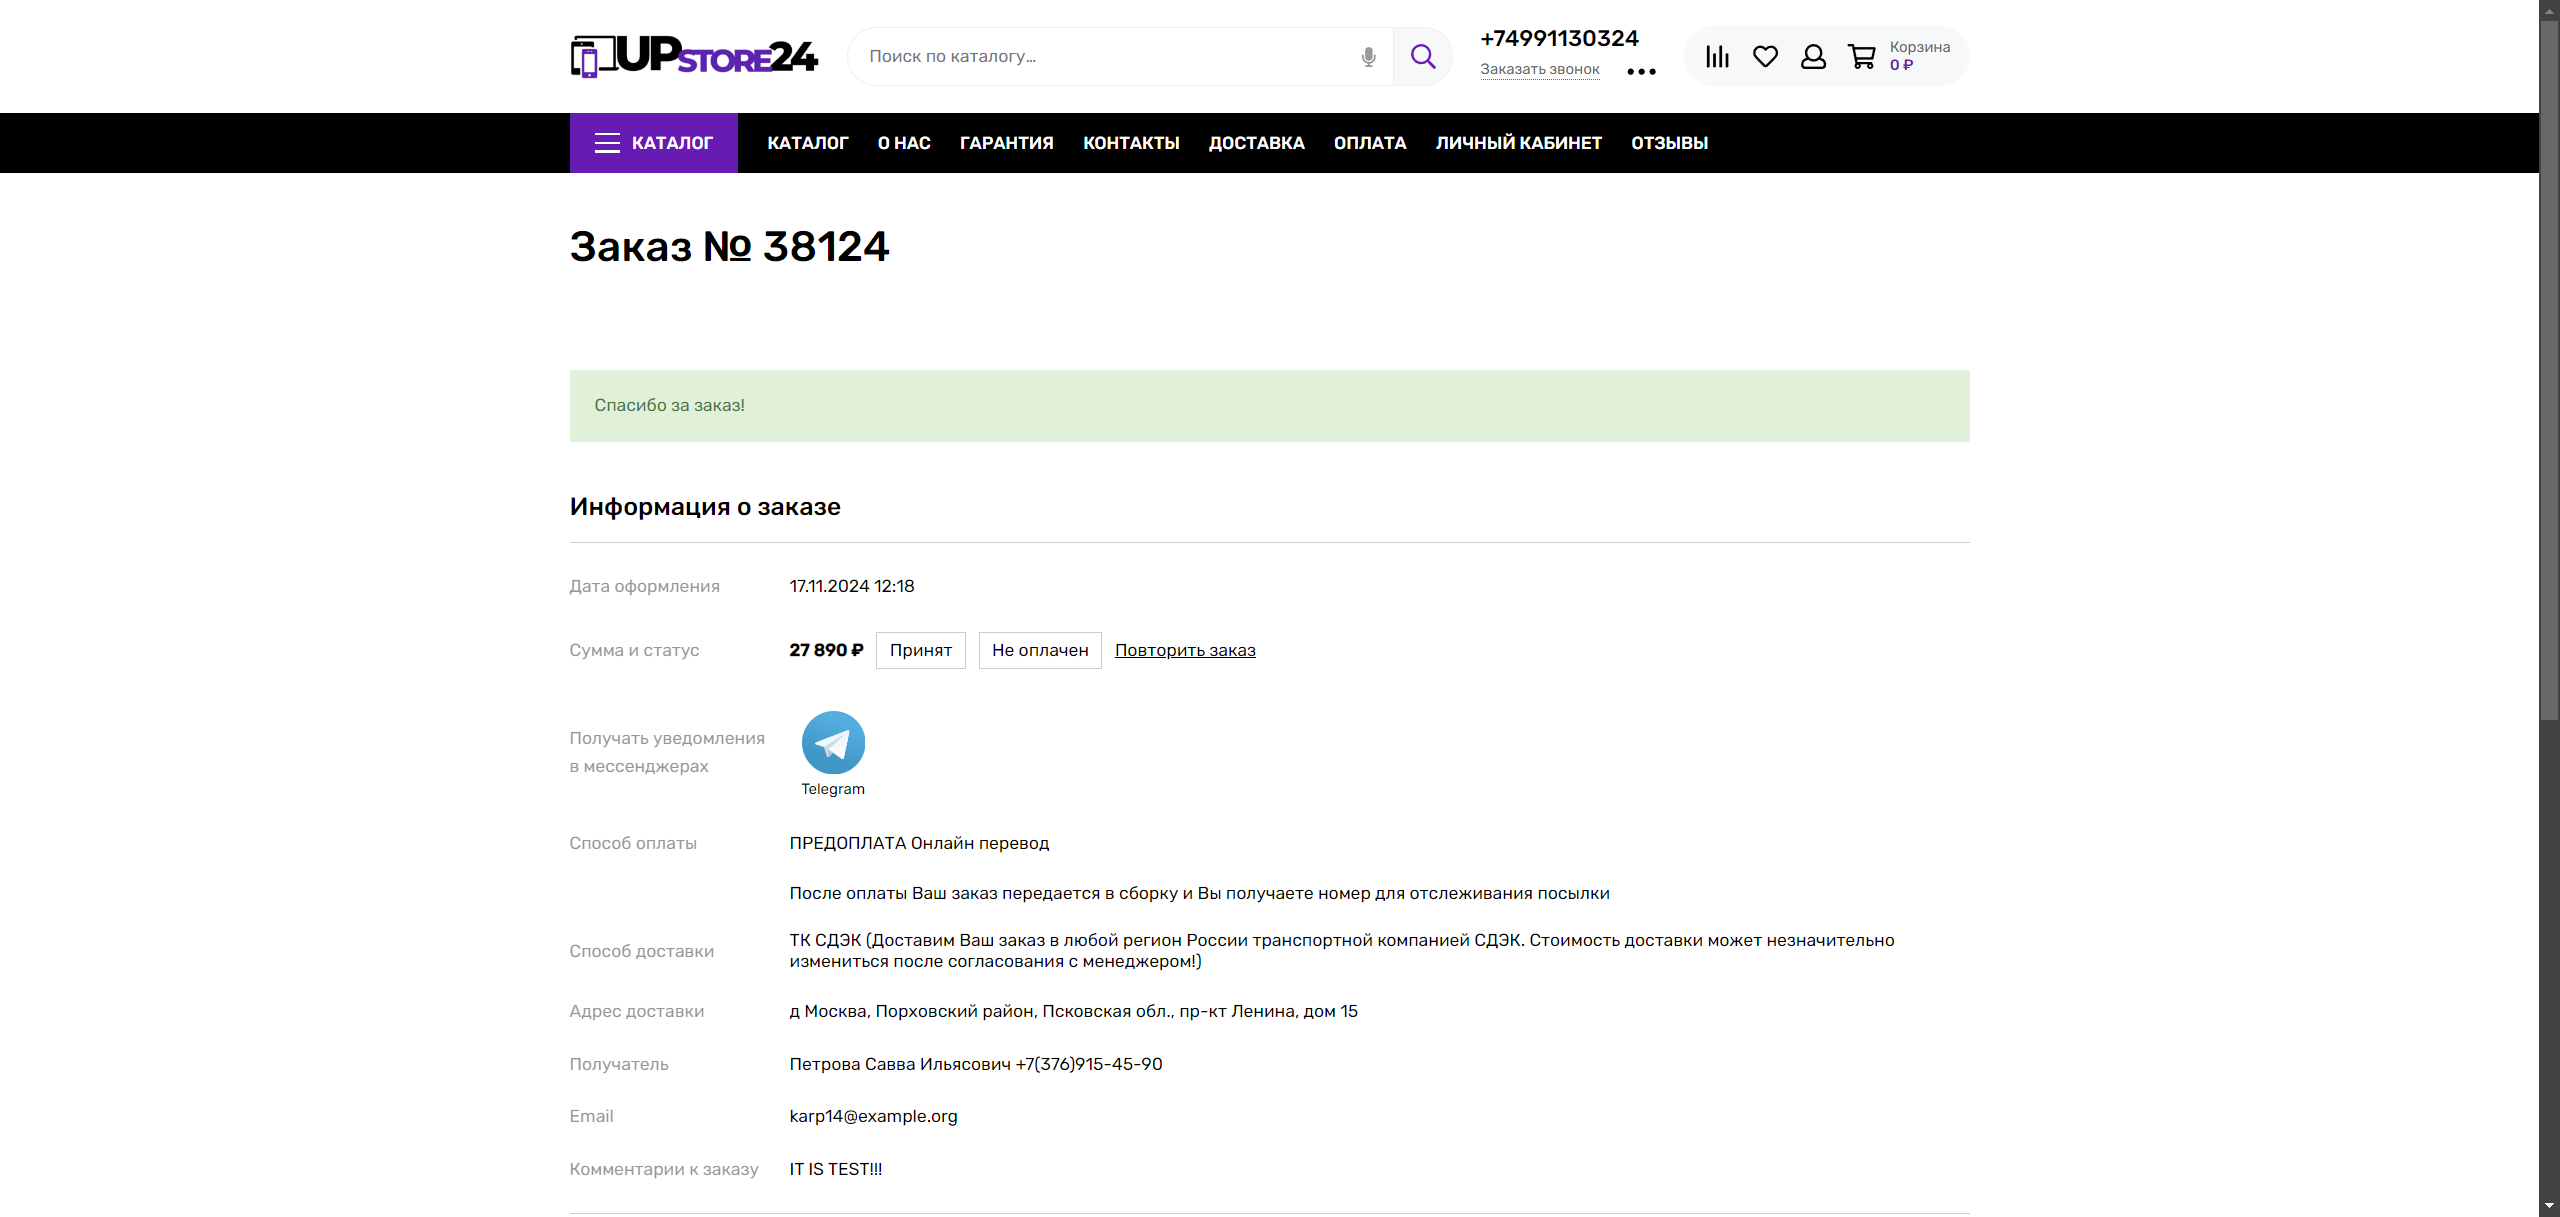 UPSTORE24
Поиск по каталогу...
+74991130324
Заказать звонок
Корзина
0 ₽
КАТАЛОГ
КАТАЛОГ О НАС ГАРАНТИЯ КОНТАКТЫ ДОСТАВКА ОПЛАТА ЛИЧНЫЙ КАБИНЕТ ОТЗЫВЫ
Заказ № 38124
Спасибо за заказ!
Информация о заказе
Дата оформления 17.11.2024 12:18
Сумма и статус 27 890 ₽ Принят Не оплачен Повторить заказ
Получать уведомления
в мессенджерах
Telegram
Способ оплаты ПРЕДОПЛАТА Онлайн перевод
После оплаты Ваш заказ передается в сборку и Вы получаете номер для отслеживания посылки
Способ доставки
ТК СДЭК (Доставим Ваш заказ в любой регион России транспортной компанией СДЭК. Стоимость доставки может незначительно
измениться после согласования с менеджером!)
Адрес доставки д Москва, Порховский район, Псковская обл., пр-кт Ленина, дом 15
Получатель Петрова Савва Ильясович +7(376)915-45-90
Email karp14@example.org
Комментарии к заказу IT IS TEST!!!